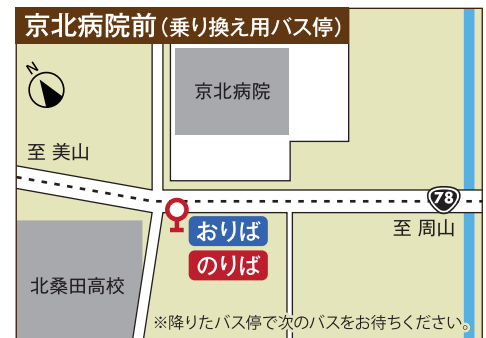 京北病院前（乗り換え用バス停）
N
京北病院
至 美山
78
至 周山
おりば
のりば
北桑田高校
※降りたバス停で次のバスをお待ちください。